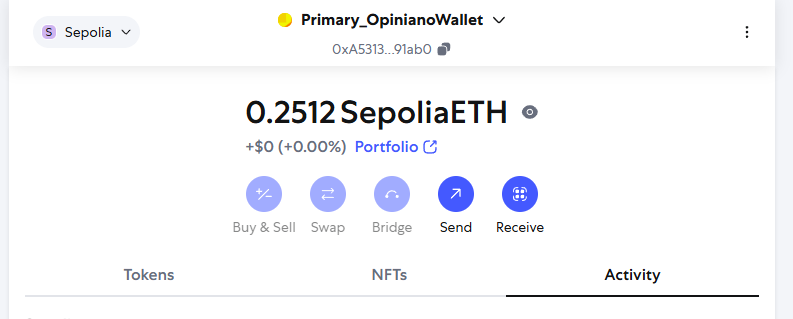 S Sepolia
Primary_OpinianoWallet
0xA5313...91ab0
0.2512 SepoliaETH
+$0 (+0.00%) Portfolio
Buy & Sell Swap Bridge Send Receive
Tokens NFTs Activity